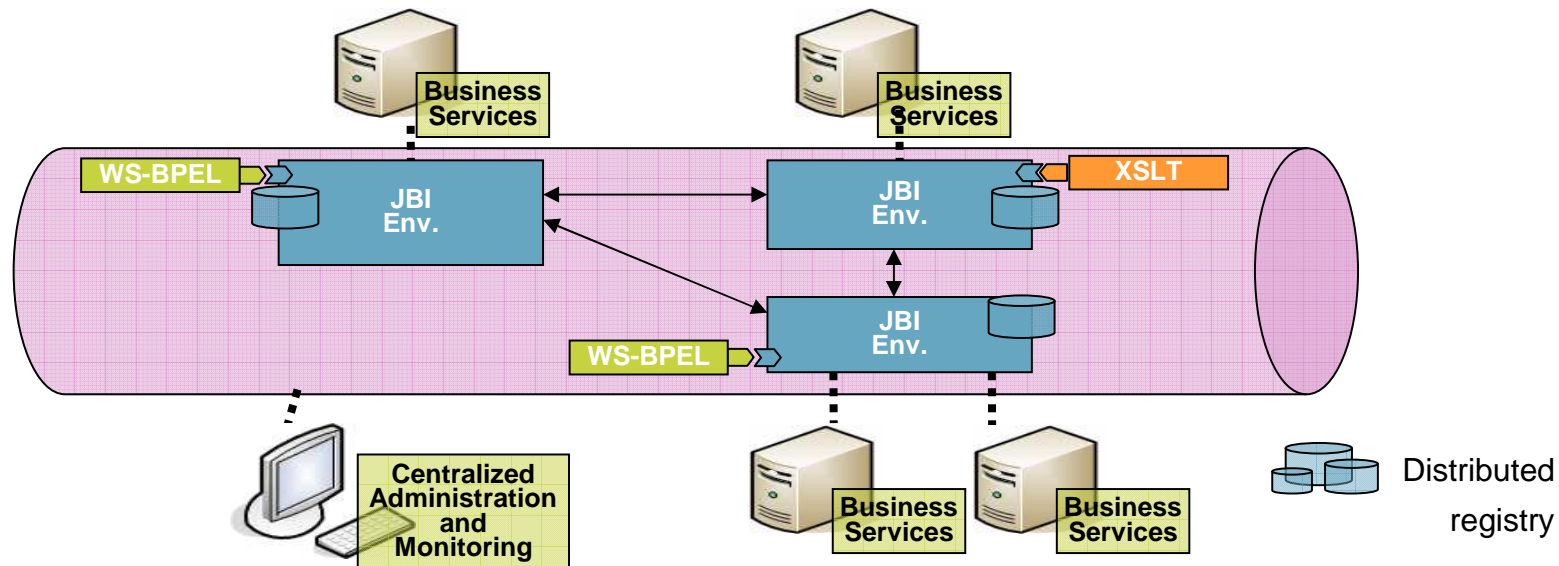 Business
Services
Business
Services
WS-BPEL
JBI
Env.
JBI
Env.
XSLT
JBI
Env.
WS-BPEL
Centralized
Administration
and
Monitoring
Business
Services
Business
Services
Distributed
registry